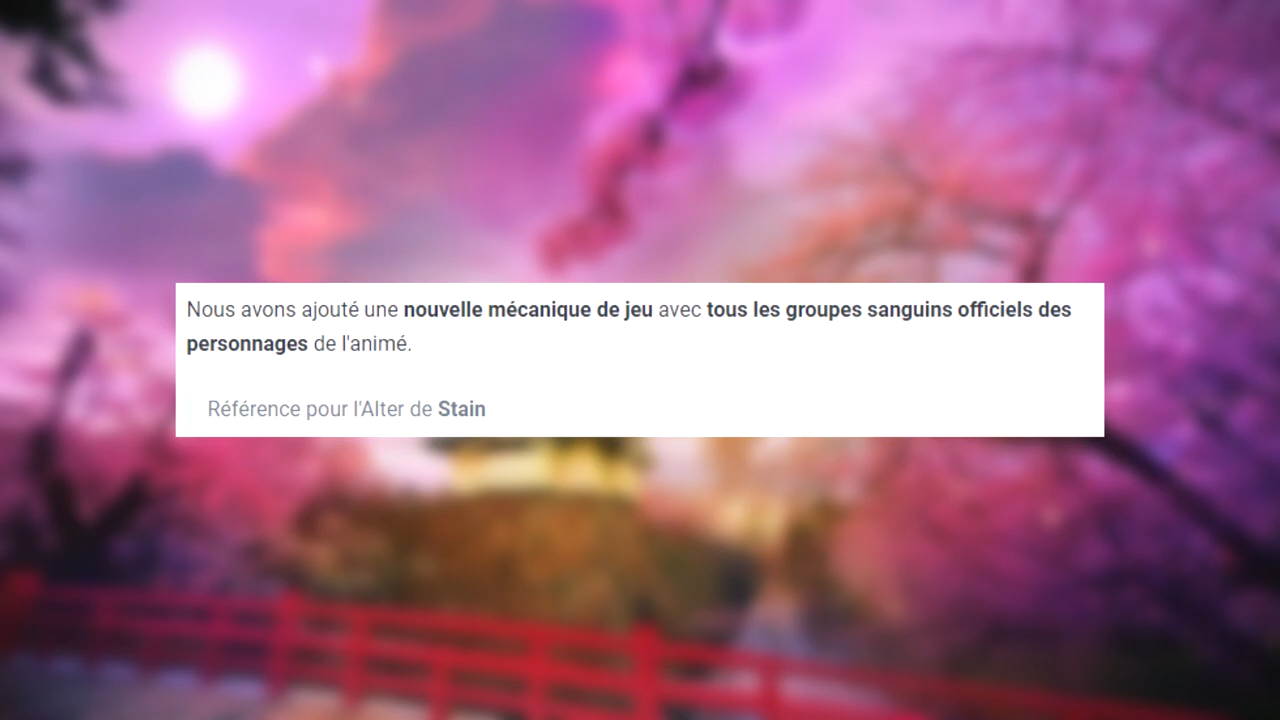 Nous avons ajouté une nouvelle mécanique de jeu avec tous les groupes sanguins officiels des
personnages de l'animé.
Référence pour l'Alter de Stain